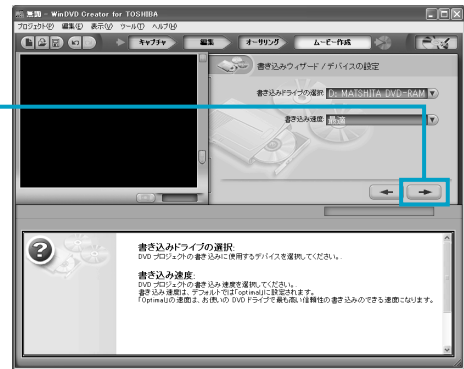 無題 - WinDVD Creator for TOSHIBA
プロジェクト(P) 編集(E) 表示(V) ツール(T) ヘルプ(H)
キャプチャ 編集 オーサリング ムービー作成
書き込みウィザード / デバイスの設定
書き込みドライブの選択: D: MATSHITA DVD-RAM
書き込み速度: 最適
書き込みドライブの選択:
DVD プロジェクトの書き込みに使用するデバイスを選択してください。
書き込み速度:
DVD プロジェクトの書き込み速度を選択してください。
書き込み速度は、デフォルトでは「optimal」に設定されます。
「Optimal」の速度は、お使いの DVD ドライブで最も高い信頼性の書き込みのできる速度になります。